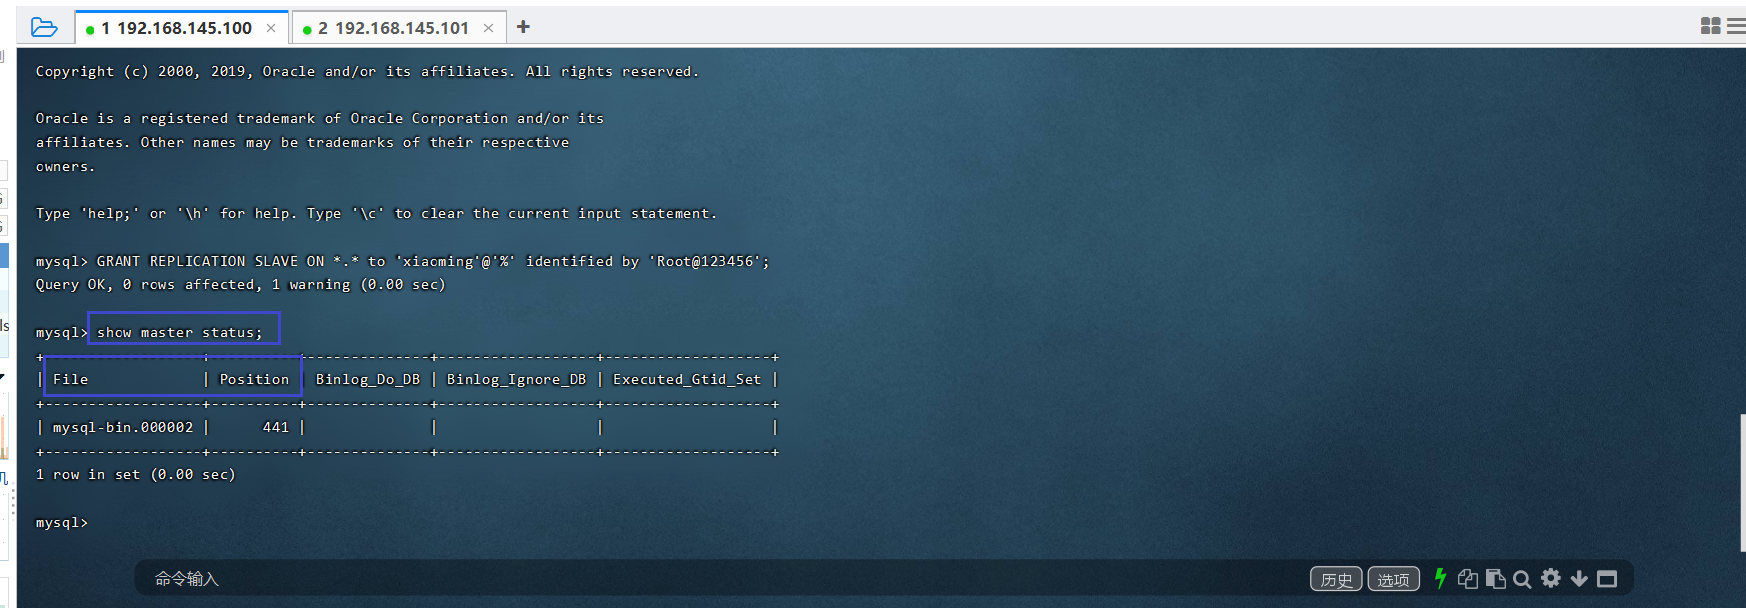 1 192.168.145.100 × 2 192.168.145.101 × +
Copyright (c) 2000, 2019, Oracle and/or its affiliates. All rights reserved.
Oracle is a registered trademark of Oracle Corporation and/or its
affiliates. Other names may be trademarks of their respective
owners.
Type 'help;' or '\h' for help. Type '\c' to clear the current input statement.
mysql> GRANT REPLICATION SLAVE ON *.* to 'xiaoming'@'%' identified by 'Root@123456';
Query OK, 0 rows affected, 1 warning (0.00 sec)
mysql> show master status;
+------------------+----------+--------------+------------------+-------------------+
| File             | Position | Binlog_Do_DB | Binlog_Ignore_DB | Executed_Gtid_Set |
+------------------+----------+--------------+------------------+-------------------+
| mysql-bin.000002 |      441 |              |                  |                   |
+------------------+----------+--------------+------------------+-------------------+
1 row in set (0.00 sec)
mysql>
命令输入 历史 选项